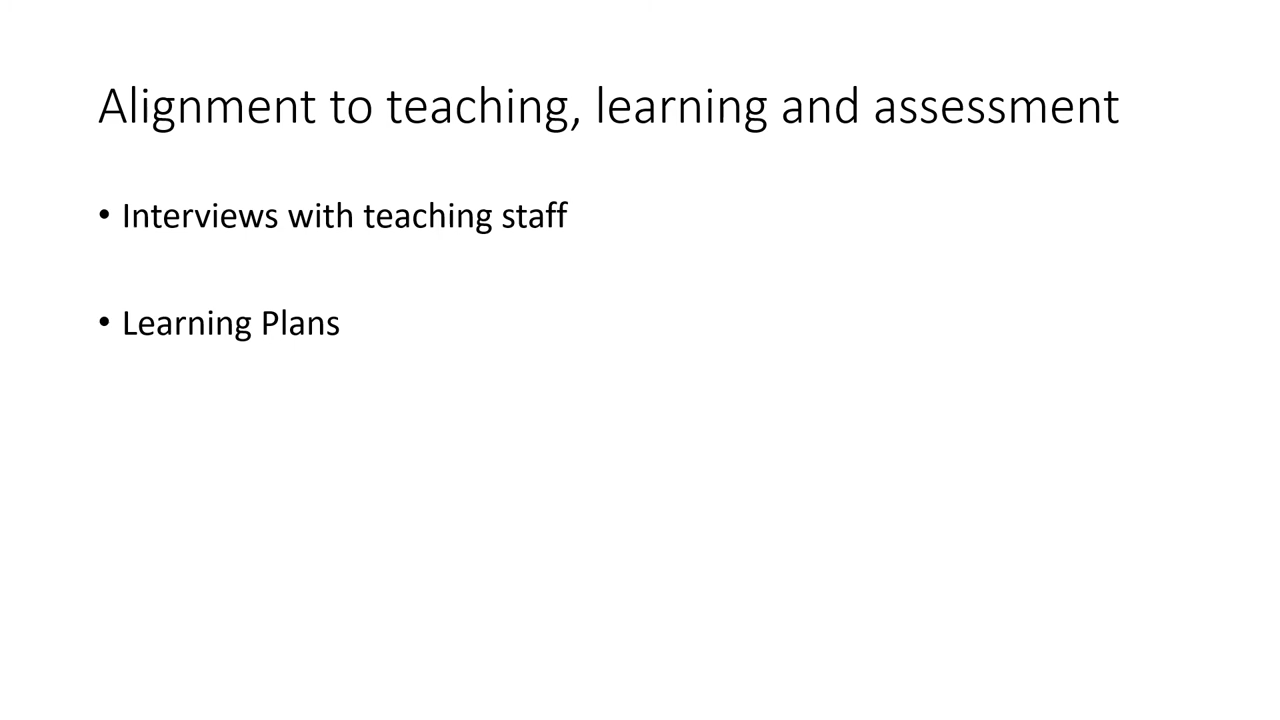 Alignment to teaching, learning and assessment
• Interviews with teaching staff
• Learning Plans